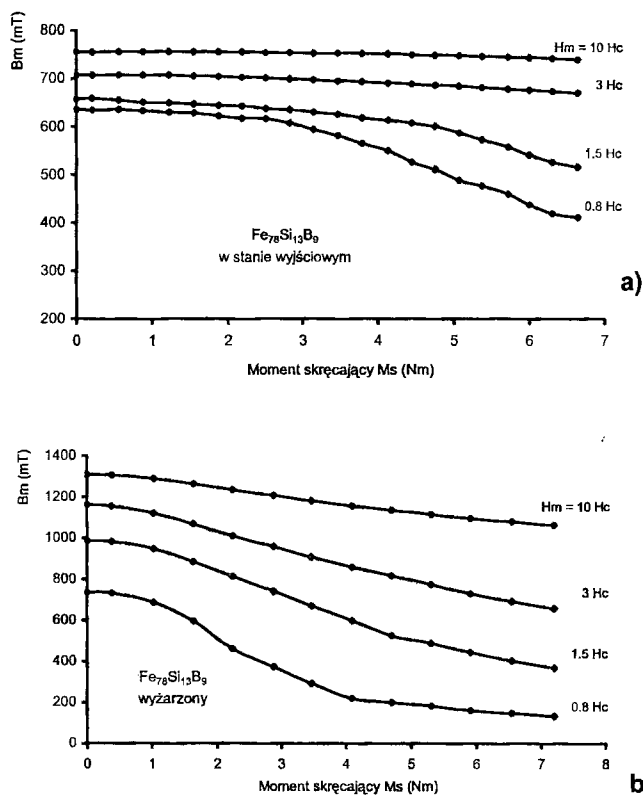 Bm (mT)
800
700
600
500
400
300
200
0
1
2
3
4
5
6
7
Hm = 10 Hc
3 Hc
1.5 Hc
0.8 Hc
Fe₇₈Si₁₃B₉
w stanie wyjściowym
Moment skręcający Ms (Nm)
a)
Bm (mT)
1400
1200
1000
800
600
400
200
0
0
1
2
3
4
5
6
7
8
Hm = 10 Hc
3 Hc
1.5 Hc
0.8 Hc
Fe₇₈Si₁₃B₉
wyżarzony
Moment skręcający Ms (Nm)
b